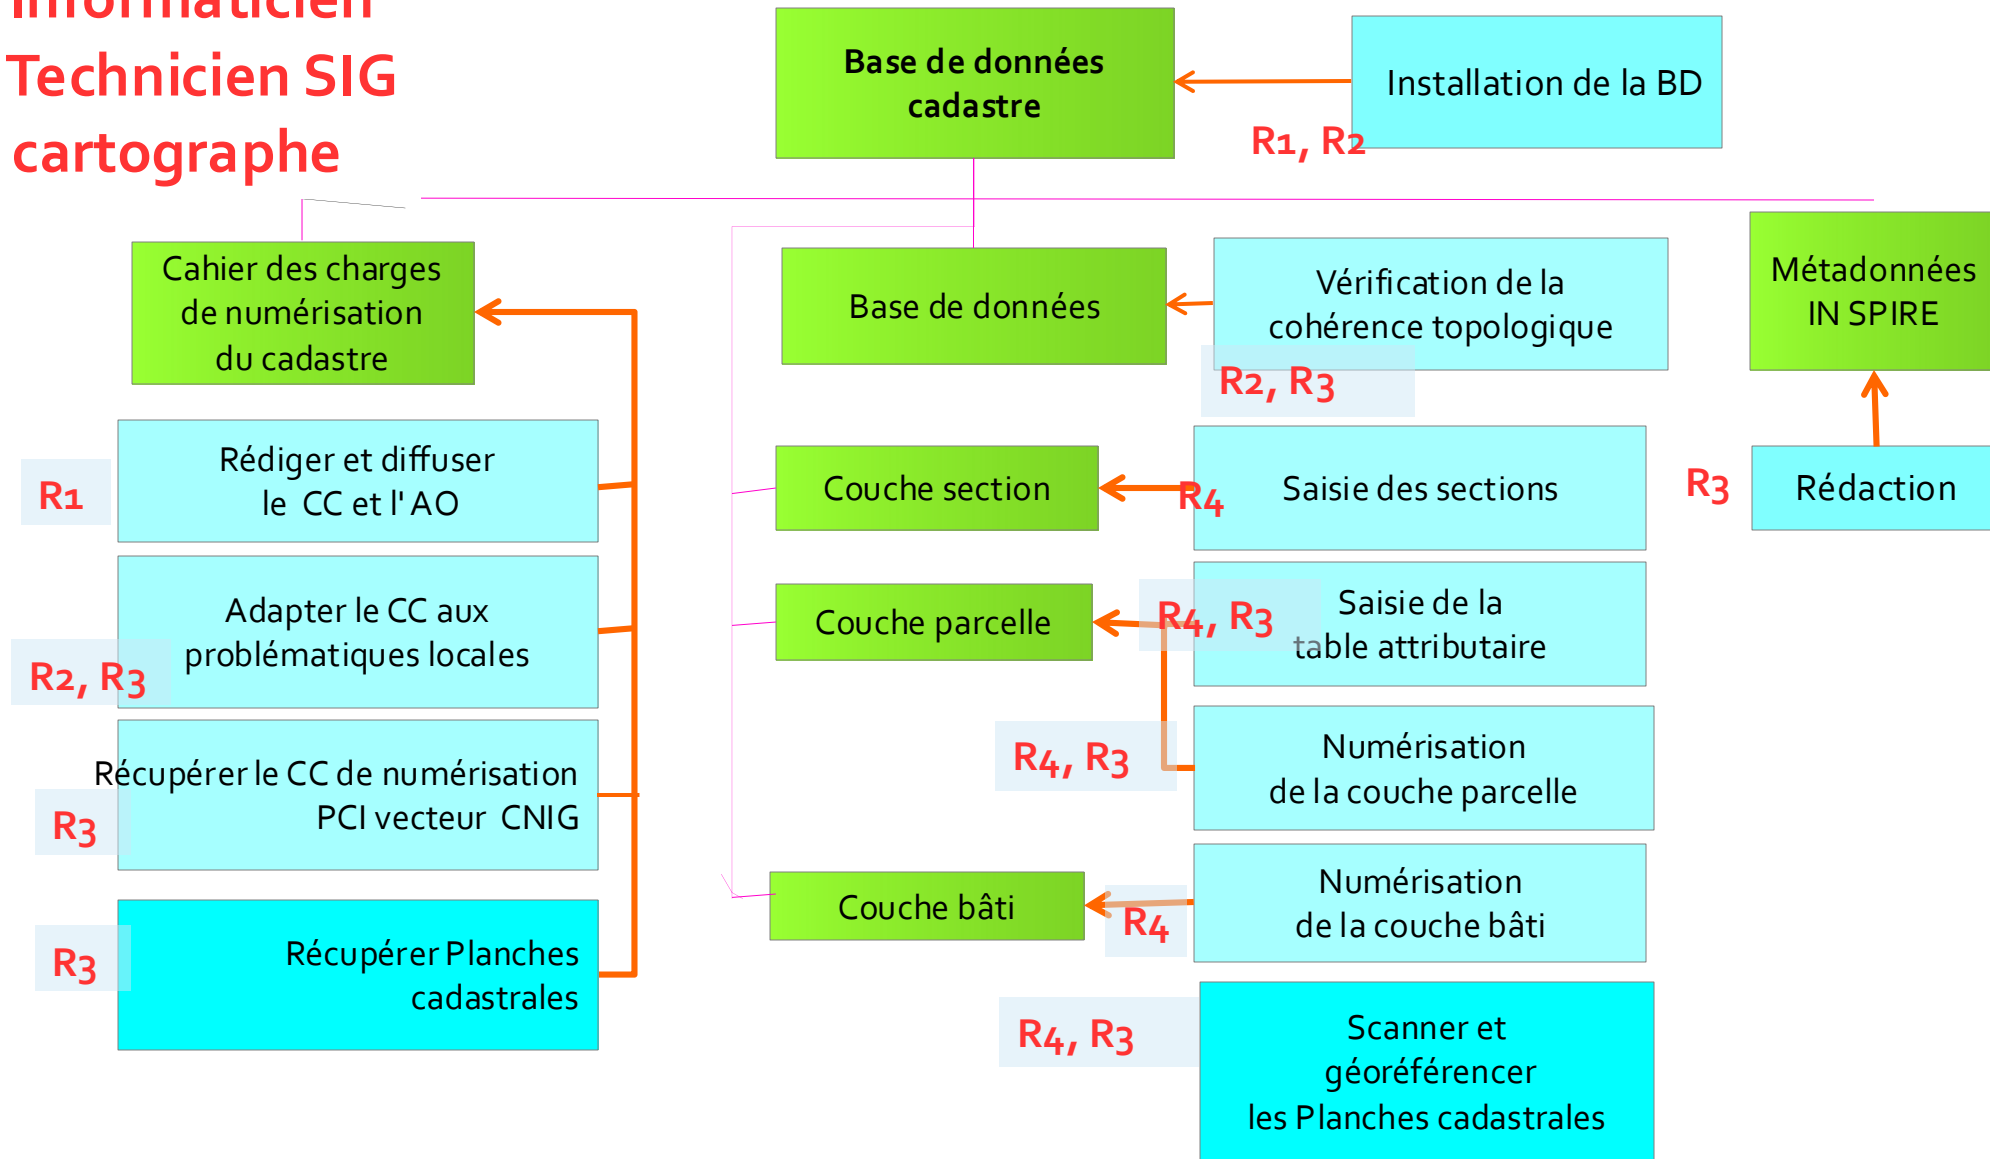 Informaticien
Technicien SIG
cartographe
Base de données
cadastre
Installation de la BD
R1, R2
Cahier des charges
de numérisation
du cadastre
Base de données
Vérification de la
cohérence topologique
R2, R3
Métadonnées
IN SPIRE
Rédiger et diffuser
le CC et l' AO
R1
Couche section
R4
Saisie des sections
R3
Rédaction
Adapter le CC aux
problématiques locales
R2, R3
Couche parcelle
R4, R3
Saisie de la
table attributaire
R4, R3
Numérisation
de la couche parcelle
Récupérer le CC de numérisation
PCI vecteur CNIG
R3
Couche bâti
R4
Numérisation
de la couche bâti
R3
Récupérer Planches
cadastrales
R4, R3
Scanner et
géoréférencer
les Planches cadastrales